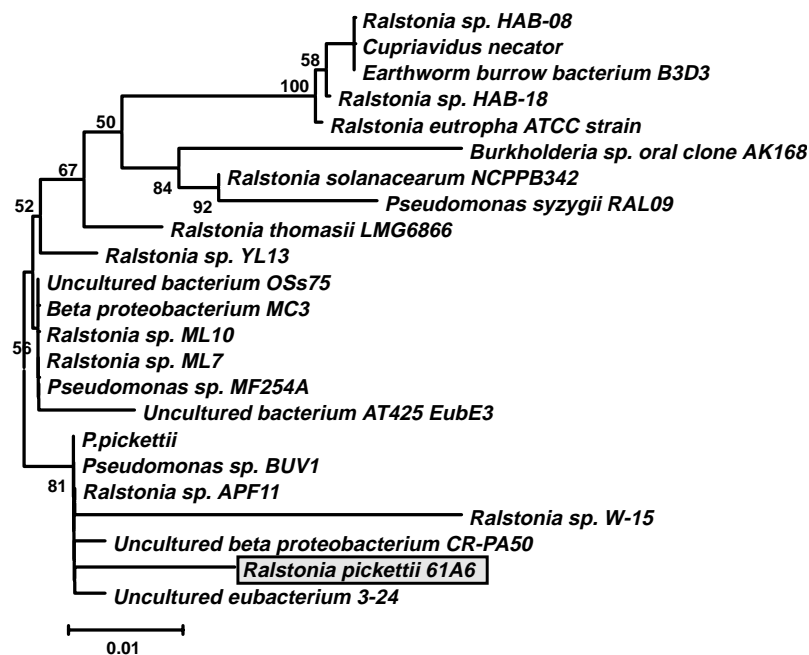 Ralstonia sp. HAB-08
Cupriavidus necator
58
Earthworm burrow bacterium B3D3
100
Ralstonia sp. HAB-18
50
Ralstonia eutropha ATCC strain
Burkholderia sp. oral clone AK168
67
84
Ralstonia solanacearum NCPPB342
92
Pseudomonas syzygii RAL09
52
Ralstonia thomasii LMG6866
Ralstonia sp. YL13
Uncultured bacterium OSs75
Beta proteobacterium MC3
Ralstonia sp. ML10
56
Ralstonia sp. ML7
Pseudomonas sp. MF254A
Uncultured bacterium AT425 EubE3
P.pickettii
Pseudomonas sp. BUV1
81
Ralstonia sp. APF11
Ralstonia sp. W-15
Uncultured beta proteobacterium CR-PA50
Ralstonia pickettii 61A6
Uncultured eubacterium 3-24
0.01